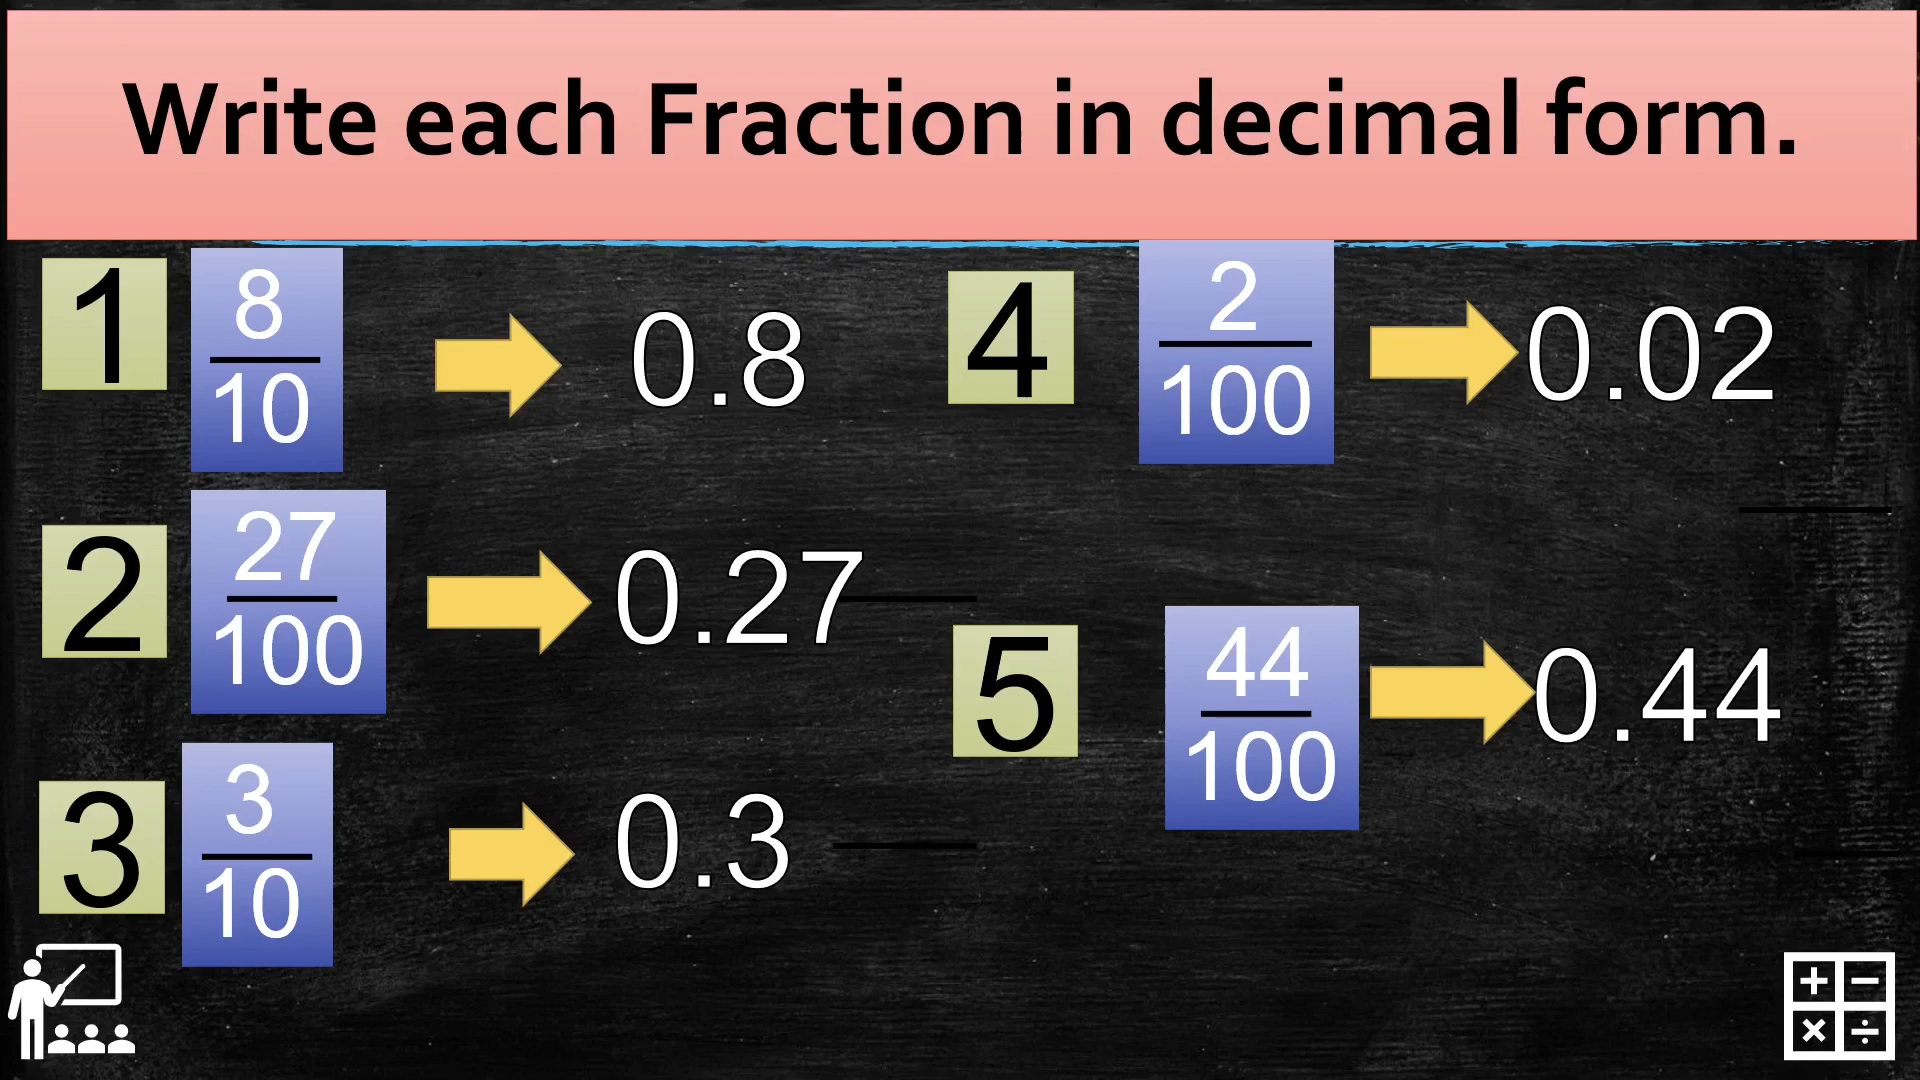 Write each Fraction in decimal form.
1 8/10 0.8
2 27/100 0.27
3 3/10 0.3
4 2/100 0.02
5 44/100 0.44
+ −
× ÷